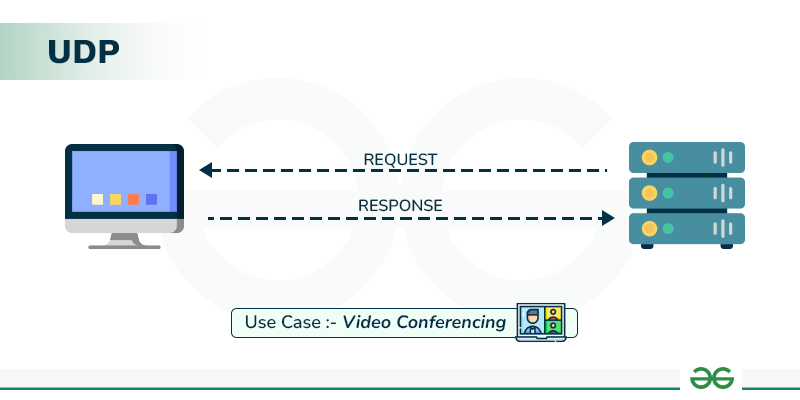 UDP
REQUEST
RESPONSE
Use Case :- Video Conferencing